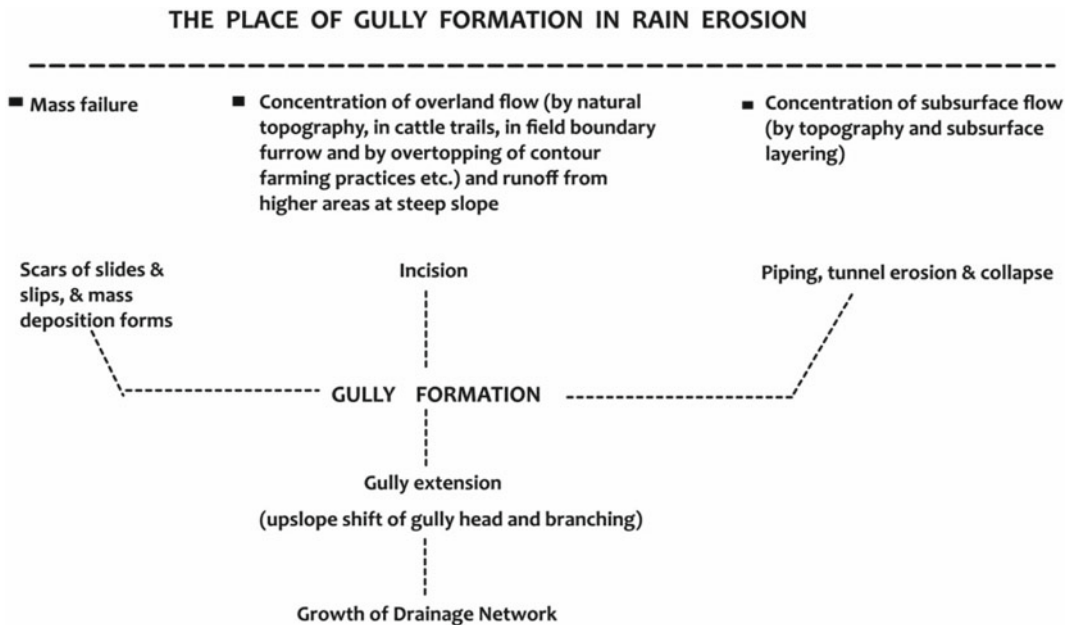 THE PLACE OF GULLY FORMATION IN RAIN EROSION
Mass failure
Concentration of overland flow (by natural
topography, in cattle trails, in field boundary
furrow and by overtopping of contour
farming practices etc.) and runoff from
higher areas at steep slope
Concentration of subsurface flow
(by topography and subsurface
layering)
Scars of slides &
slips, & mass
deposition forms
Incision
Piping, tunnel erosion & collapse
GULLY FORMATION
Gully extension
(upslope shift of gully head and branching)
Growth of Drainage Network